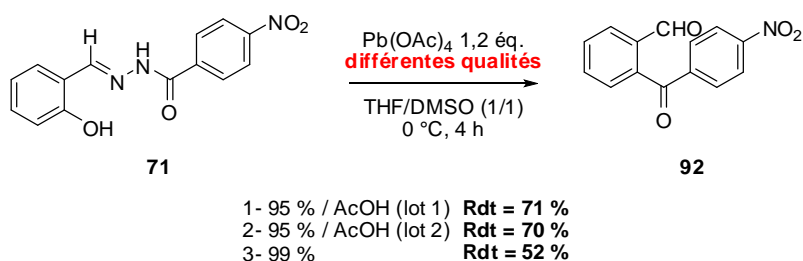 H
N
NH
O
OH
NO2
71
Pb(OAc)4 1,2 éq.
différentes qualités
THF/DMSO (1/1)
0 °C, 4 h
CHO
NO2
O
92
1- 95 % / AcOH (lot 1) Rdt = 71 %
2- 95 % / AcOH (lot 2) Rdt = 70 %
3- 99 % Rdt = 52 %